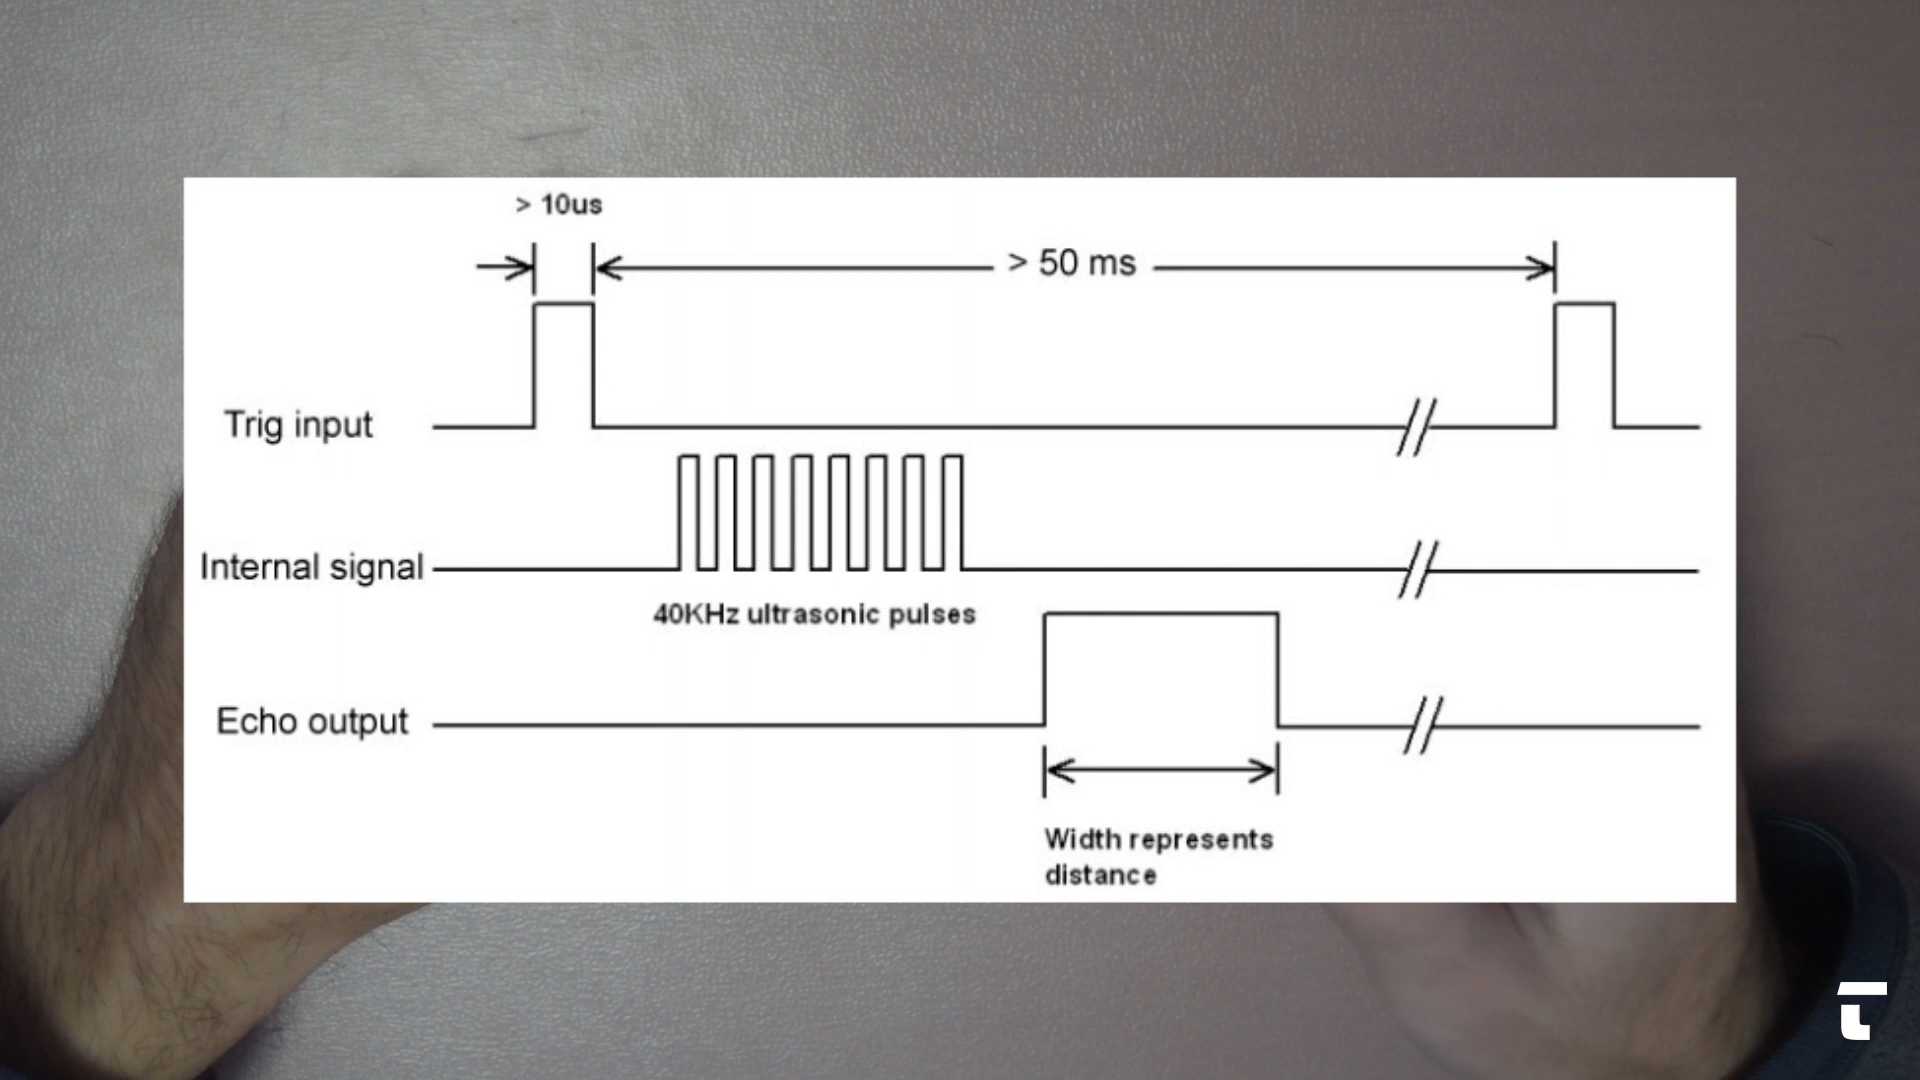 > 10us
> 50 ms
Trig input
Internal signal
40KHz ultrasonic pulses
Echo output
Width represents
distance